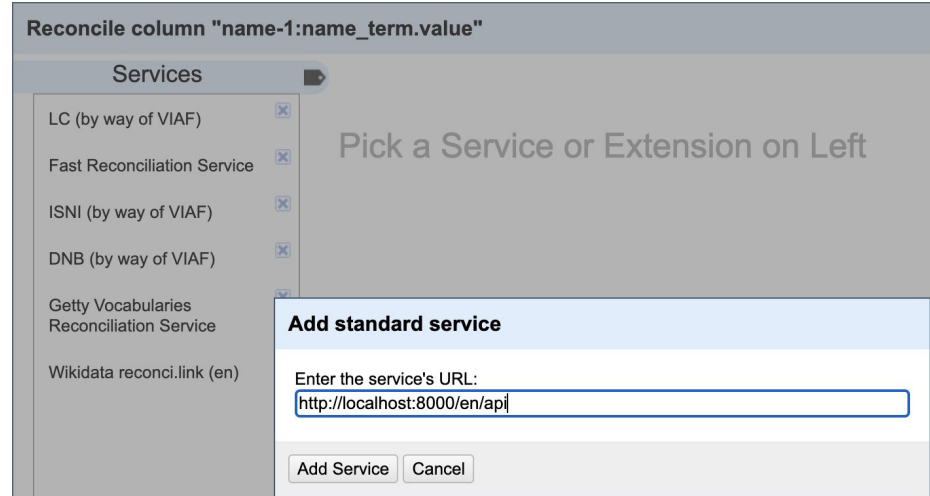 Reconcile column "name-1:name_term.value"
Services
LC (by way of VIAF)
Fast Reconciliation Service
ISNI (by way of VIAF)
DNB (by way of VIAF)
Getty Vocabularies
Reconciliation Service
Wikidata reconci.link (en)
Pick a Service or Extension on Left
Add standard service
Enter the service's URL:
http://localhost:8000/en/api
Add Service Cancel